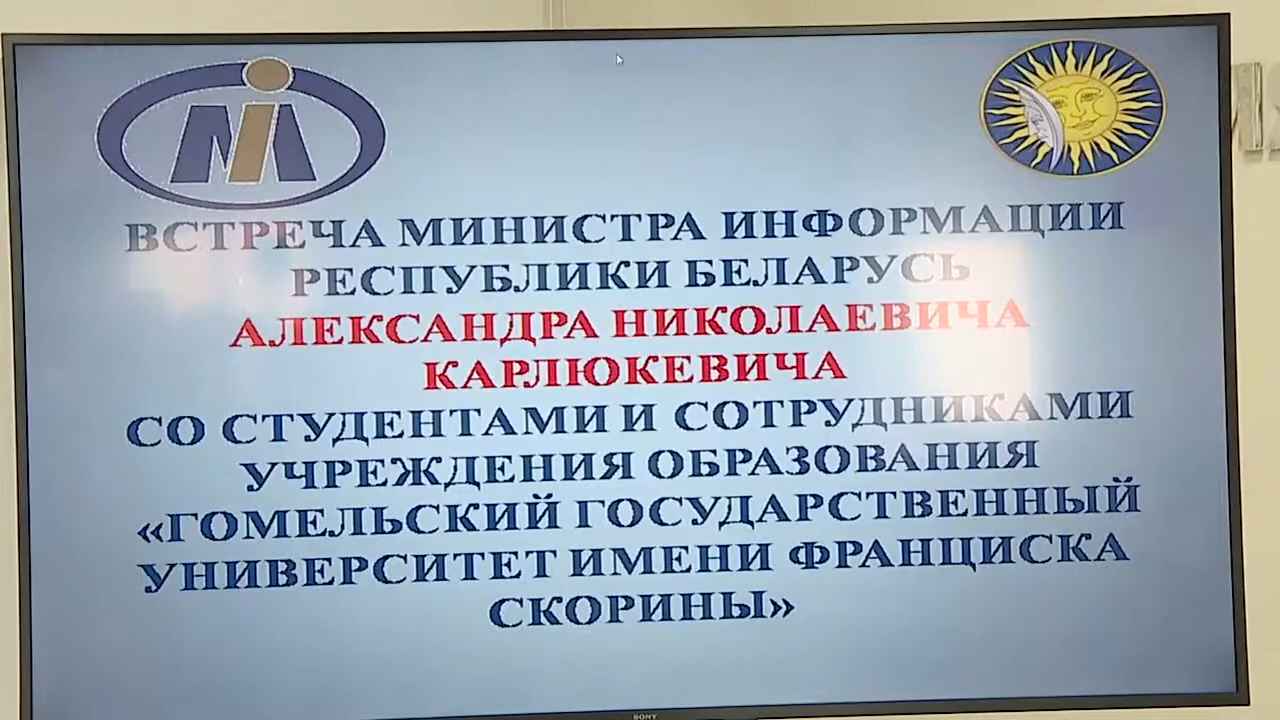 ВСТРЕЧА МИНИСТРА ИНФОРМАЦИИ
РЕСПУБЛИКИ БЕЛАРУСЬ
АЛЕКСАНДРА НИКОЛАЕВИЧА
КАРЛЮКЕВИЧА
СО СТУДЕНТАМИ И СОТРУДНИКАМИ
УЧРЕЖДЕНИЯ ОБРАЗОВАНИЯ
«ГОМЕЛЬСКИЙ ГОСУДАРСТВЕННЫЙ
УНИВЕРСИТЕТ ИМЕНИ ФРАНЦИСКА
СКОРИНЫ»
SONY